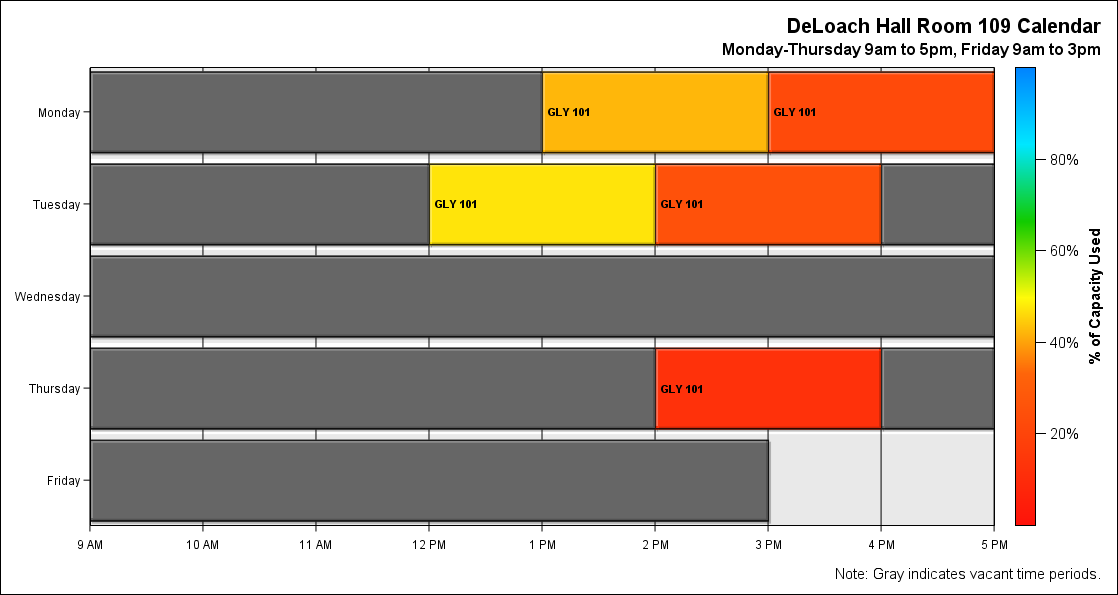 DeLoach Hall Room 109 Calendar
Monday-Thursday 9am to 5pm, Friday 9am to 3pm
Monday
GLY 101
GLY 101
Tuesday
GLY 101
GLY 101
Wednesday
Thursday
GLY 101
Friday
9 AM
10 AM
11 AM
12 PM
1 PM
2 PM
3 PM
4 PM
5 PM
80%
60%
40%
20%
% of Capacity Used
Note: Gray indicates vacant time periods.